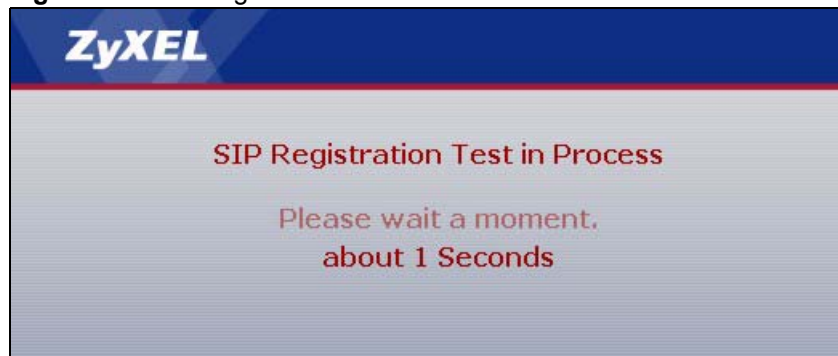 ZyXEL
SIP Registration Test in Process
Please wait a moment.
about 1 Seconds